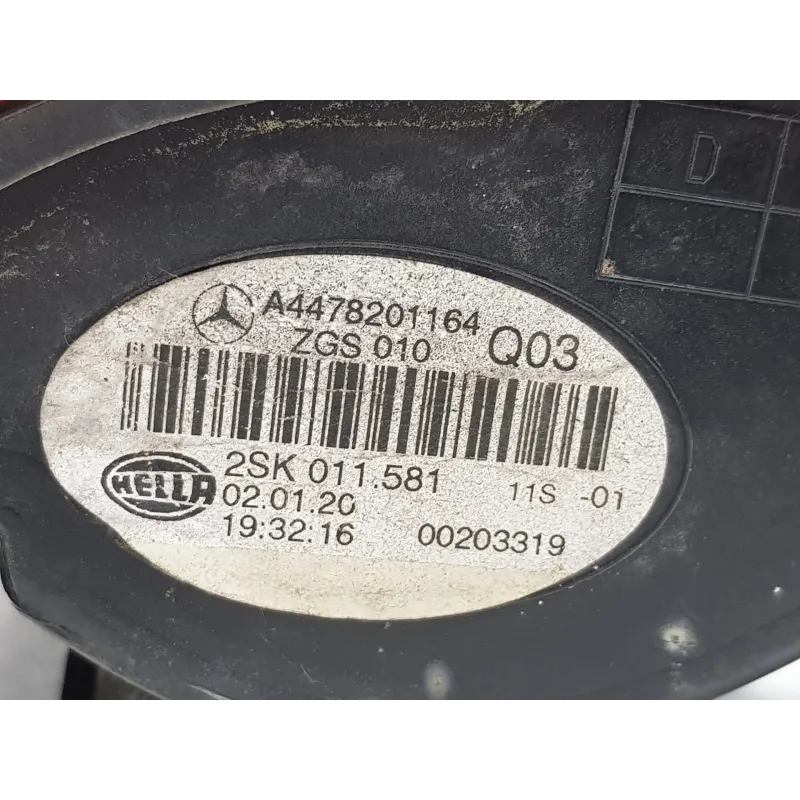 D
A4478201164
ZGS 010 Q03
HELLA
2SK 011.581 11S -01
02.01.20
19:32:16 00203319